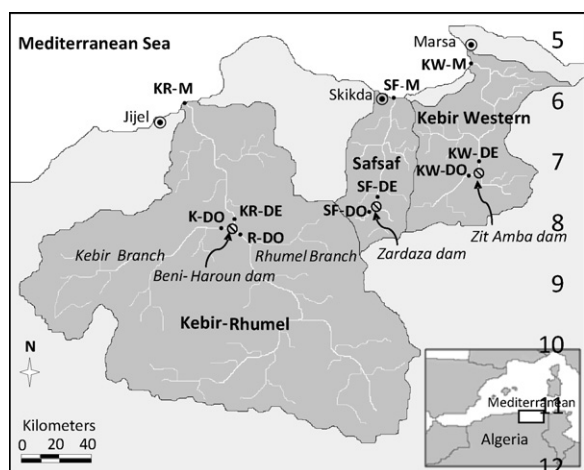 Mediterranean Sea
Marsa
5
KW-M
KR-M
Skikda
SF-M
6
Jijel
Kebir Western
Safsaf
KW-DE
7
KW-DO
SF-DE
SF-DO
K-DO
KR-DE
R-DO
8
Zit Amba dam
Kebir Branch
Rhumel Branch
Zardaza dam
Beni- Haroun dam
9
Kebir-Rhumel
N
10
Mediterranean
11
Kilometers
Algeria
0 20 40
12